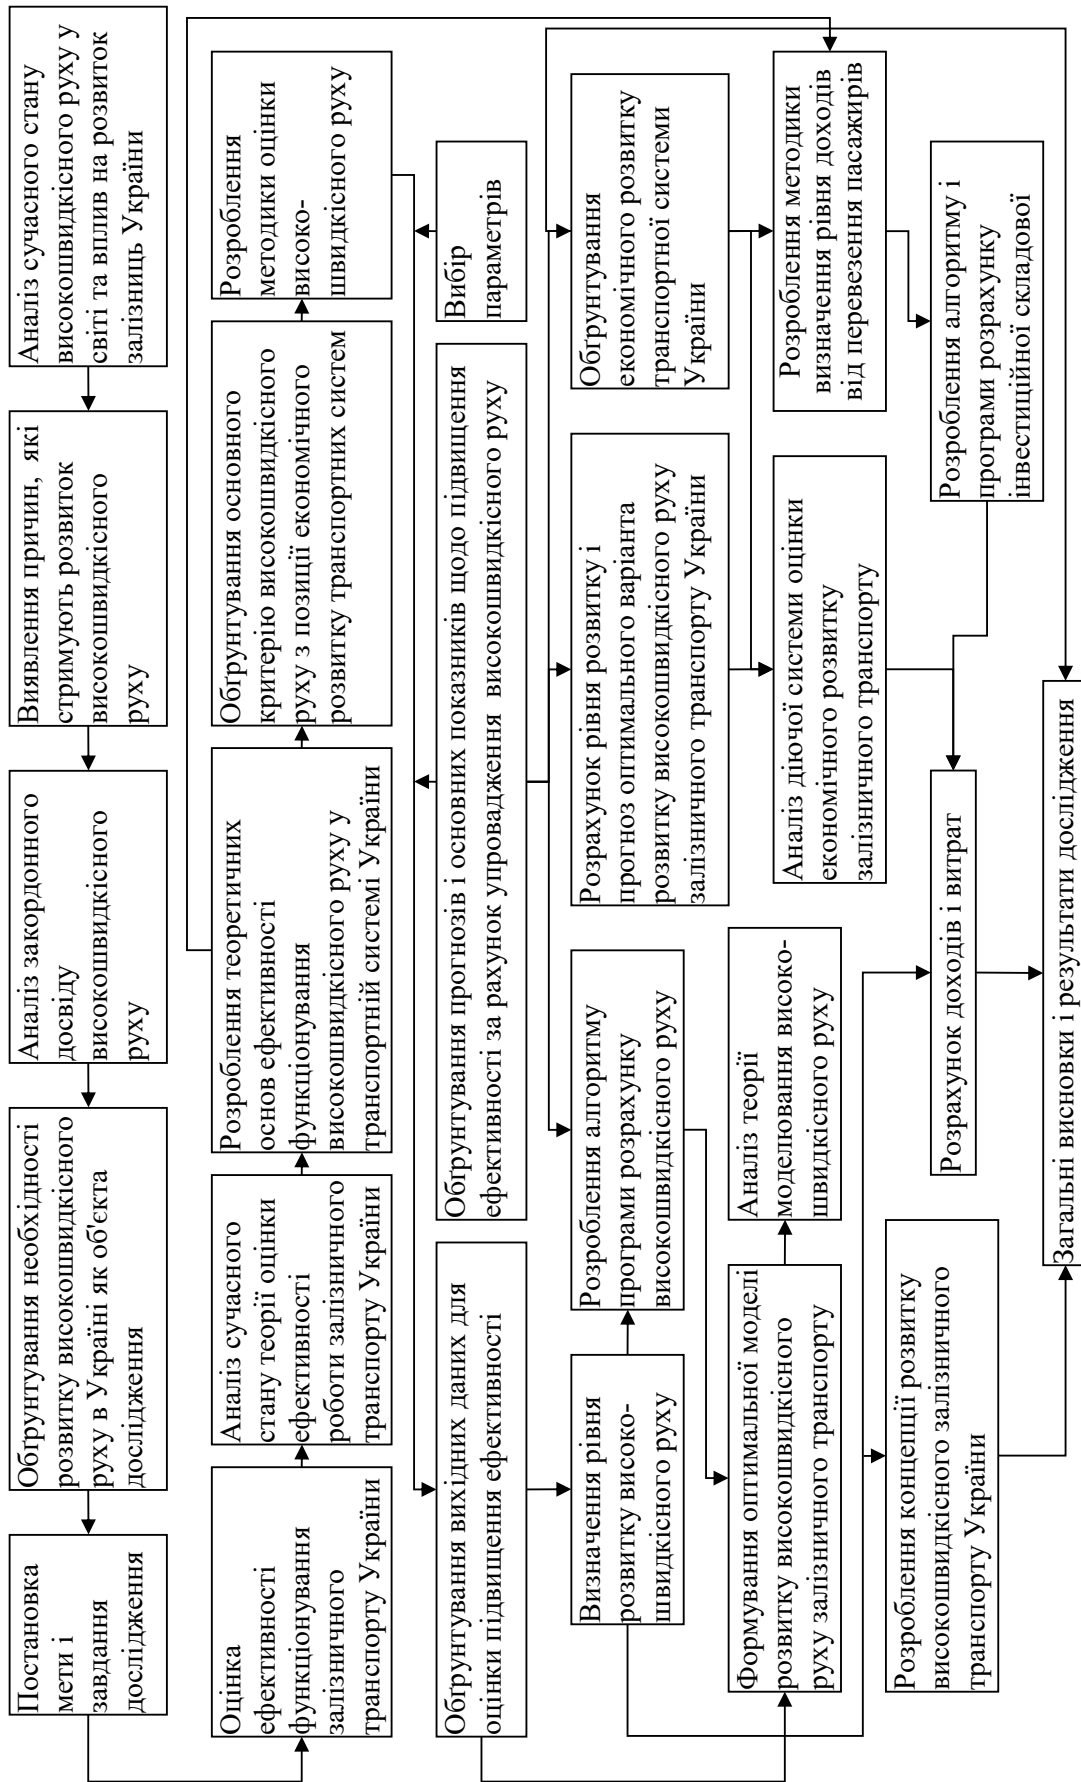 Постановка
мети і
завдання
дослідження
Обґрунтування необхідності
розвитку високошвидкісного
руху в Україні як об'єкта
дослідження
Аналіз закордонного
досвіду
високошвидкісного
руху
Виявлення причин, які
стримують розвиток
високошвидкісного
руху
Аналіз сучасного стану
високошвидкісного руху у
світі та вплив на розвиток
залізниць України
Оцінка
ефективності
функціонування
залізничного
транспорту України
Аналіз сучасного
стану теорії оцінки
ефективності
роботи залізничного
транспорту України
Розроблення теоретичних
основ ефективності
функціонування
високошвидкісного руху у
транспортній системі України
Обґрунтування основного
критерію високошвидкісного
руху з позиції економічного
розвитку транспортних систем
Розроблення
методики оцінки
високо-
швидкісного руху
Обґрунтування вихідних даних для
оцінки підвищення ефективності
Обґрунтування прогнозів і основних показників щодо підвищення
ефективності за рахунок упровадження високошвидкісного руху
Вибір
параметрів
Визначення рівня
розвитку високо-
швидкісного руху
Розроблення алгоритму
програми розрахунку
високошвидкісного руху
Розрахунок рівня розвитку і
прогноз оптимального варіанта
розвитку високошвидкісного руху
залізничного транспорту України
Обґрунтування
економічного розвитку
транспортної системи
України
Формування оптимальної моделі
розвитку високошвидкісного
руху залізничного транспорту
Аналіз теорії
моделювання високо-
швидкісного руху
Аналіз діючої системи оцінки
економічного розвитку
залізничного транспорту
Розроблення методики
визначення рівня доходів
від перевезення пасажирів
Розроблення концепції розвитку
високошвидкісного залізничного
транспорту України
Розрахунок доходів і витрат
Розроблення алгоритму і
програми розрахунку
інвестиційної складової
Загальні висновки і результати дослідження